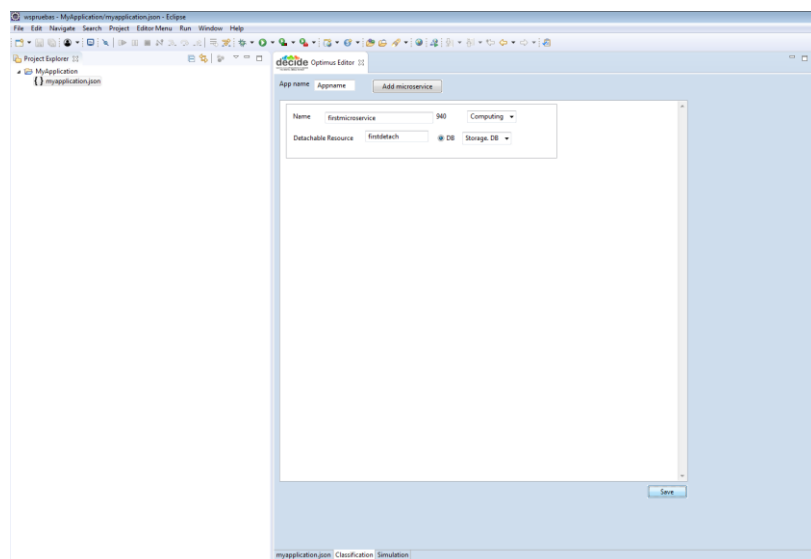 wspruebas - MyApplication/myapplication.json - Eclipse
File Edit Navigate Search Project Editor Menu Run Window Help
Project Explorer
MyApplication
{ } myapplication.json
decide Optimus Editor
App name Appname Add microservice
Name firstmicroservice 940 Computing
Detachable Resource firstdetach DB Storage. DB
Save
myapplication.json Classification Simulation